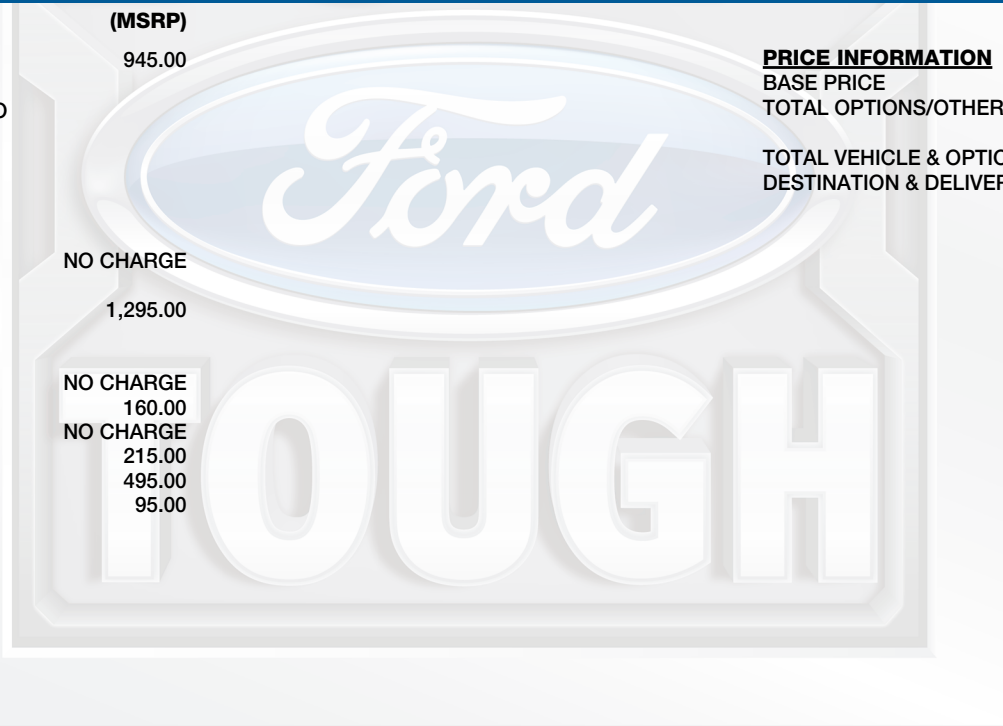 (MSRP)
945.00
NO CHARGE
1,295.00
NO CHARGE
160.00
NO CHARGE
215.00
495.00
95.00
PRICE INFORMATION
BASE PRICE
TOTAL OPTIONS/OTHER
TOTAL VEHICLE & OPTIO
DESTINATION & DELIVER
Ford
TOUGH